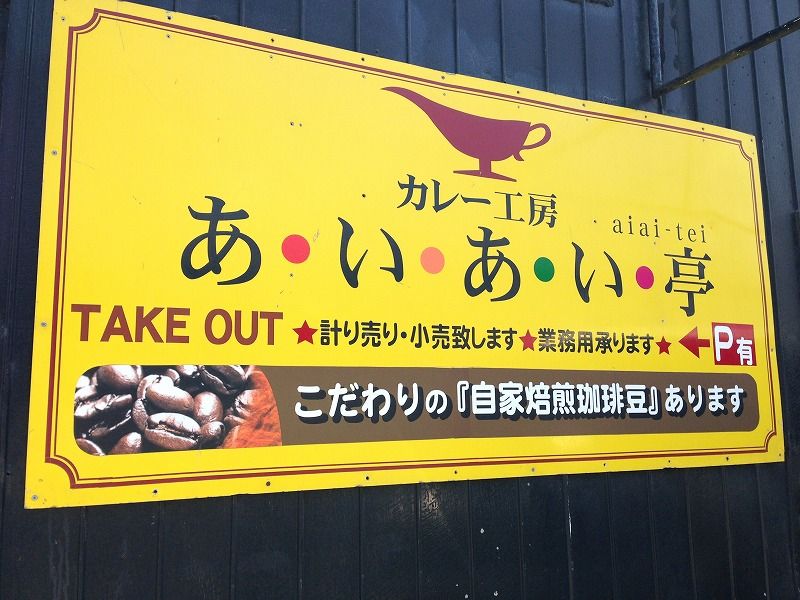 カレー工房
aiai-tei
あ・い・あ・い・亭
TAKE OUT ★計り売り・小売致します★業務用承ります★ ←P有
こだわりの『自家焙煎珈琲豆』あります